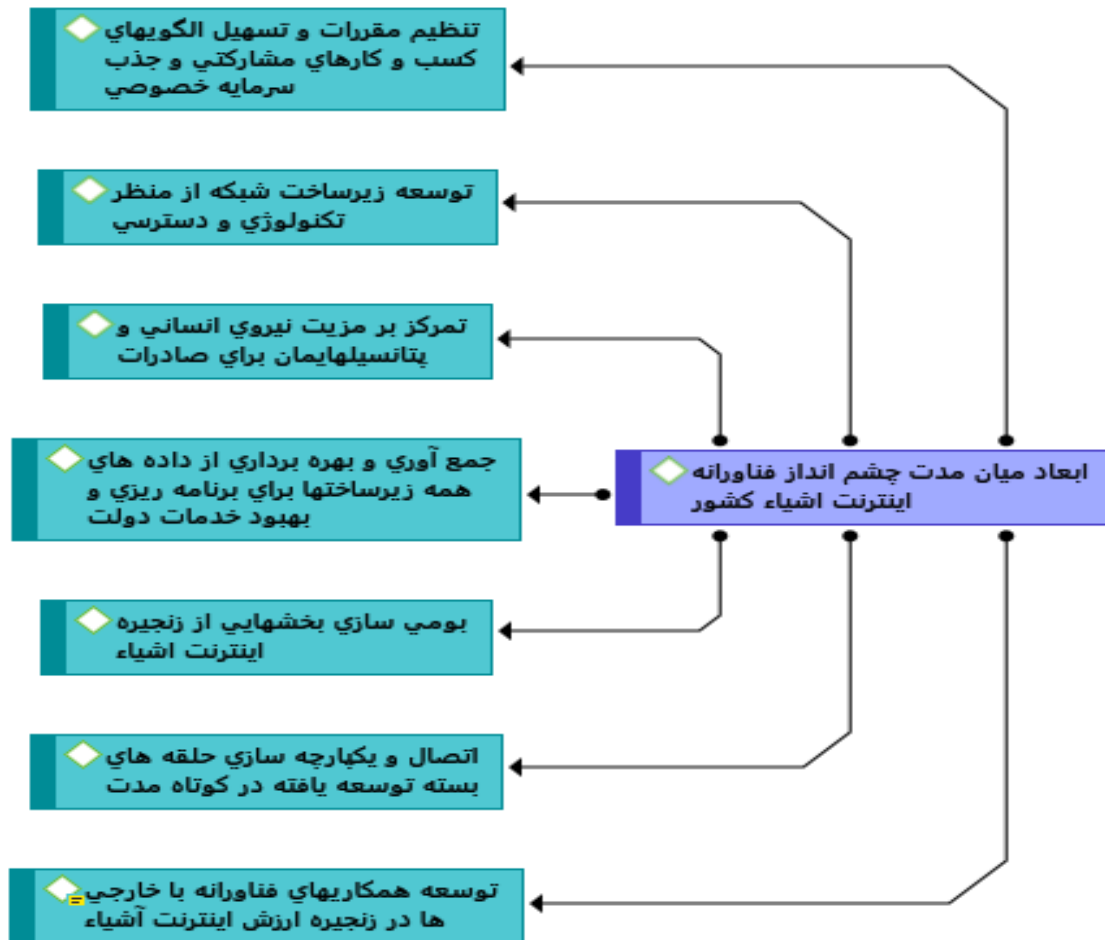 تنظيم مقررات و تسهيل الگويهاي
كسب و كارهاي مشاركتي و جذب
سرمايه خصوصي
توسعه زيرساخت شبكه از منظر
تكنولوژي و دسترسي
تمركز بر مزيت نيروي انساني و
پتانسيلهايمان براي صادرات
جمع آوري و بهره برداري از داده هاي
همه زيرساختها براي برنامه ريزي و
بهبود خدمات دولت
ابعاد ميان مدت چشم انداز فناورانه
اينترنت اشياء كشور
بومي سازي بخشهايي از زنجيره
اينترنت اشياء
اتصال و يكپارچه سازي حلقه هاي
بسته توسعه يافته در كوتاه مدت
توسعه همكاريهاي فناورانه با خارجي
ها در زنجيره ارزش اينترنت آشياء